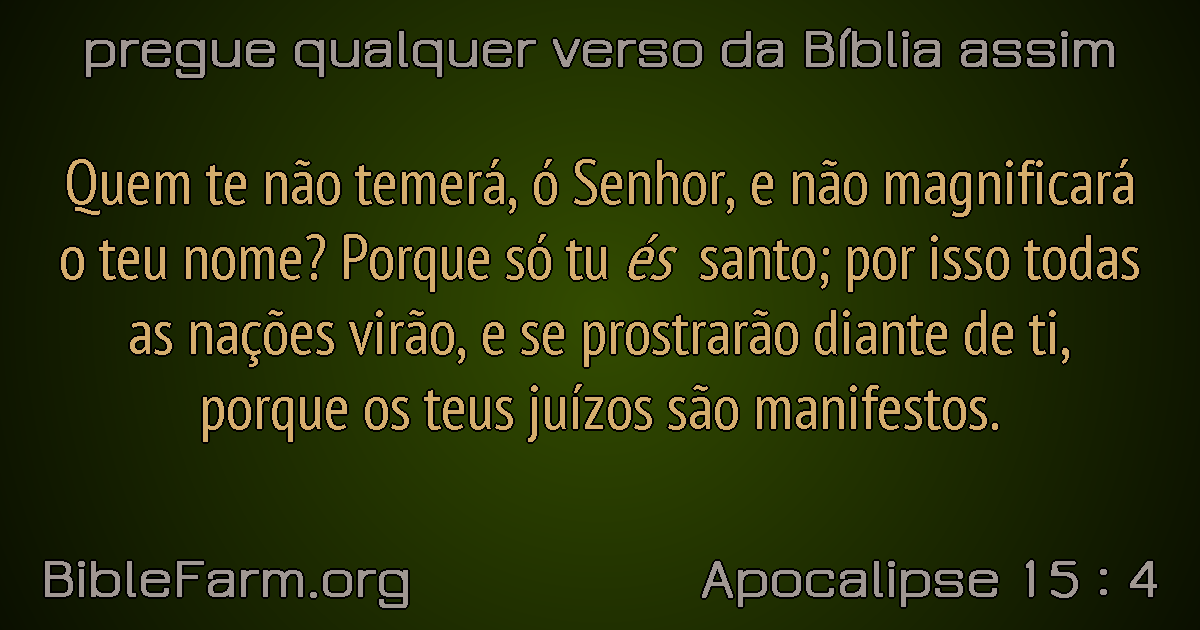 pregue qualquer verso da Bíblia assim
Quem te não temerá, ó Senhor, e não magnificará
o teu nome? Porque só tu és santo; por isso todas
as nações virão, e se prostrarão diante de ti,
porque os teus juízos são manifestos.
BibleFarm.org
Apocalipse 15 : 4